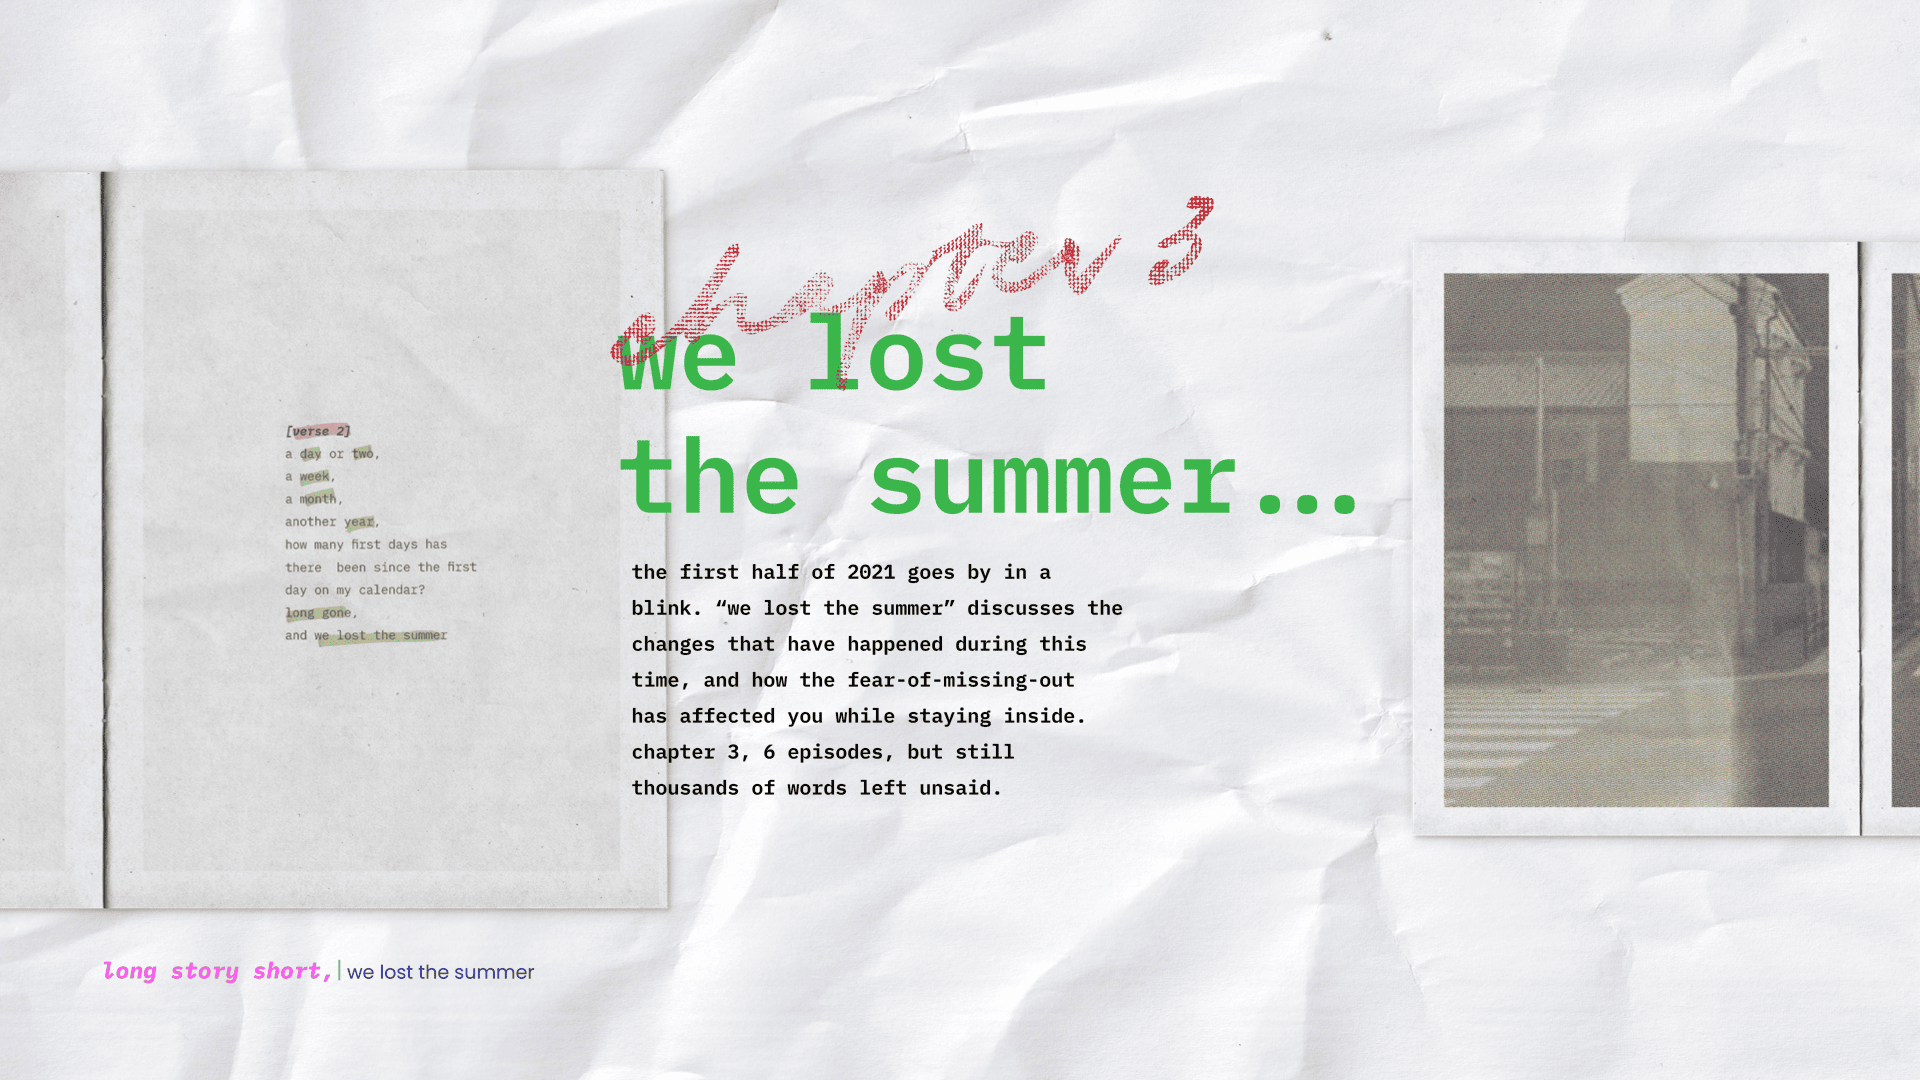 [verse 2]
a day or two,
a week,
a month,
another year,
how many first days has
there been since the first
day on my calendar?
long gone,
and we lost the summer
chapter 3
we lost
the summer...
the first half of 2021 goes by in a
blink. “we lost the summer” discusses the
changes that have happened during this
time, and how the fear-of-missing-out
has affected you while staying inside.
chapter 3, 6 episodes, but still
thousands of words left unsaid.
long story short,| we lost the summer